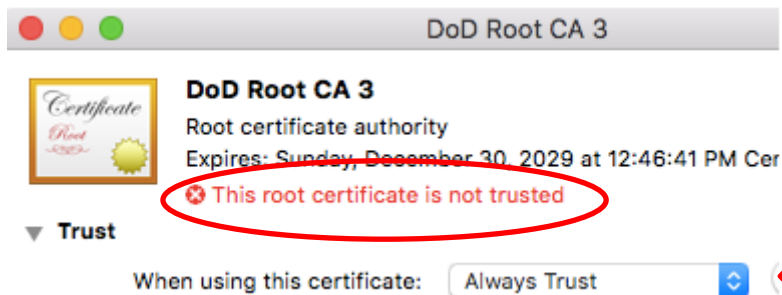 DoD Root CA 3
Certificate
Root
DoD Root CA 3
Root certificate authority
Expires: Sunday, December 30, 2029 at 12:46:41 PM Cer
This root certificate is not trusted
Trust
When using this certificate: Always Trust